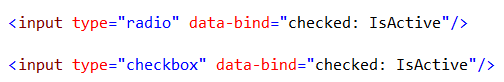 <input type="radio" data-bind="checked: IsActive"/>
<input type="checkbox" data-bind="checked: IsActive"/>